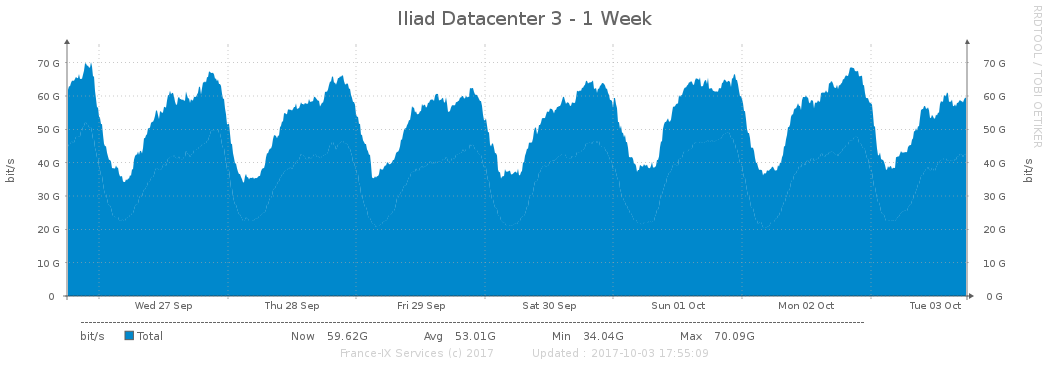 Iliad Datacenter 3 - 1 Week
RRDTOOL / TOBI OETIKER
bit/s
70 G 70 G
60 G 60 G
50 G 50 G
40 G 40 G
30 G 30 G
20 G 20 G
10 G 10 G
0 0 G
bit/s
Wed 27 Sep Thu 28 Sep Fri 29 Sep Sat 30 Sep Sun 01 Oct Mon 02 Oct Tue 03 Oct
bit/s Total Now 59.62G Avg 53.01G Min 34.04G Max 70.09G
France-IX Services (c) 2017 Updated : 2017-10-03 17:55:09